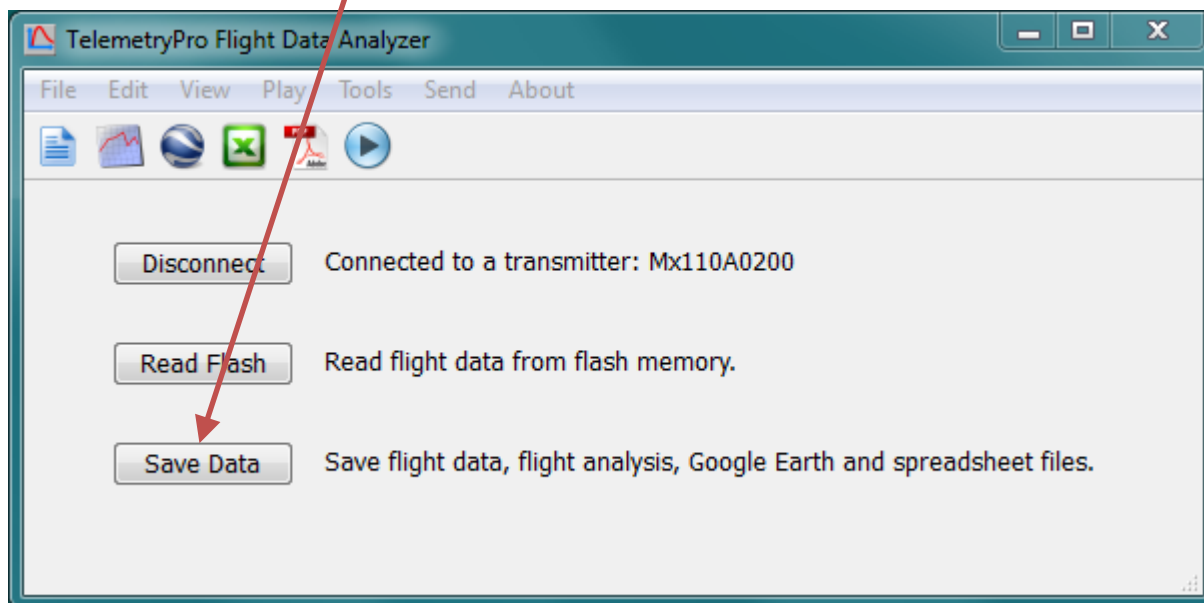 TelemetryPro Flight Data Analyzer
File Edit View Play Tools Send About
Adobe
Disconnect Connected to a transmitter: Mx110A0200
Read Flash Read flight data from flash memory.
Save Data Save flight data, flight analysis, Google Earth and spreadsheet files.